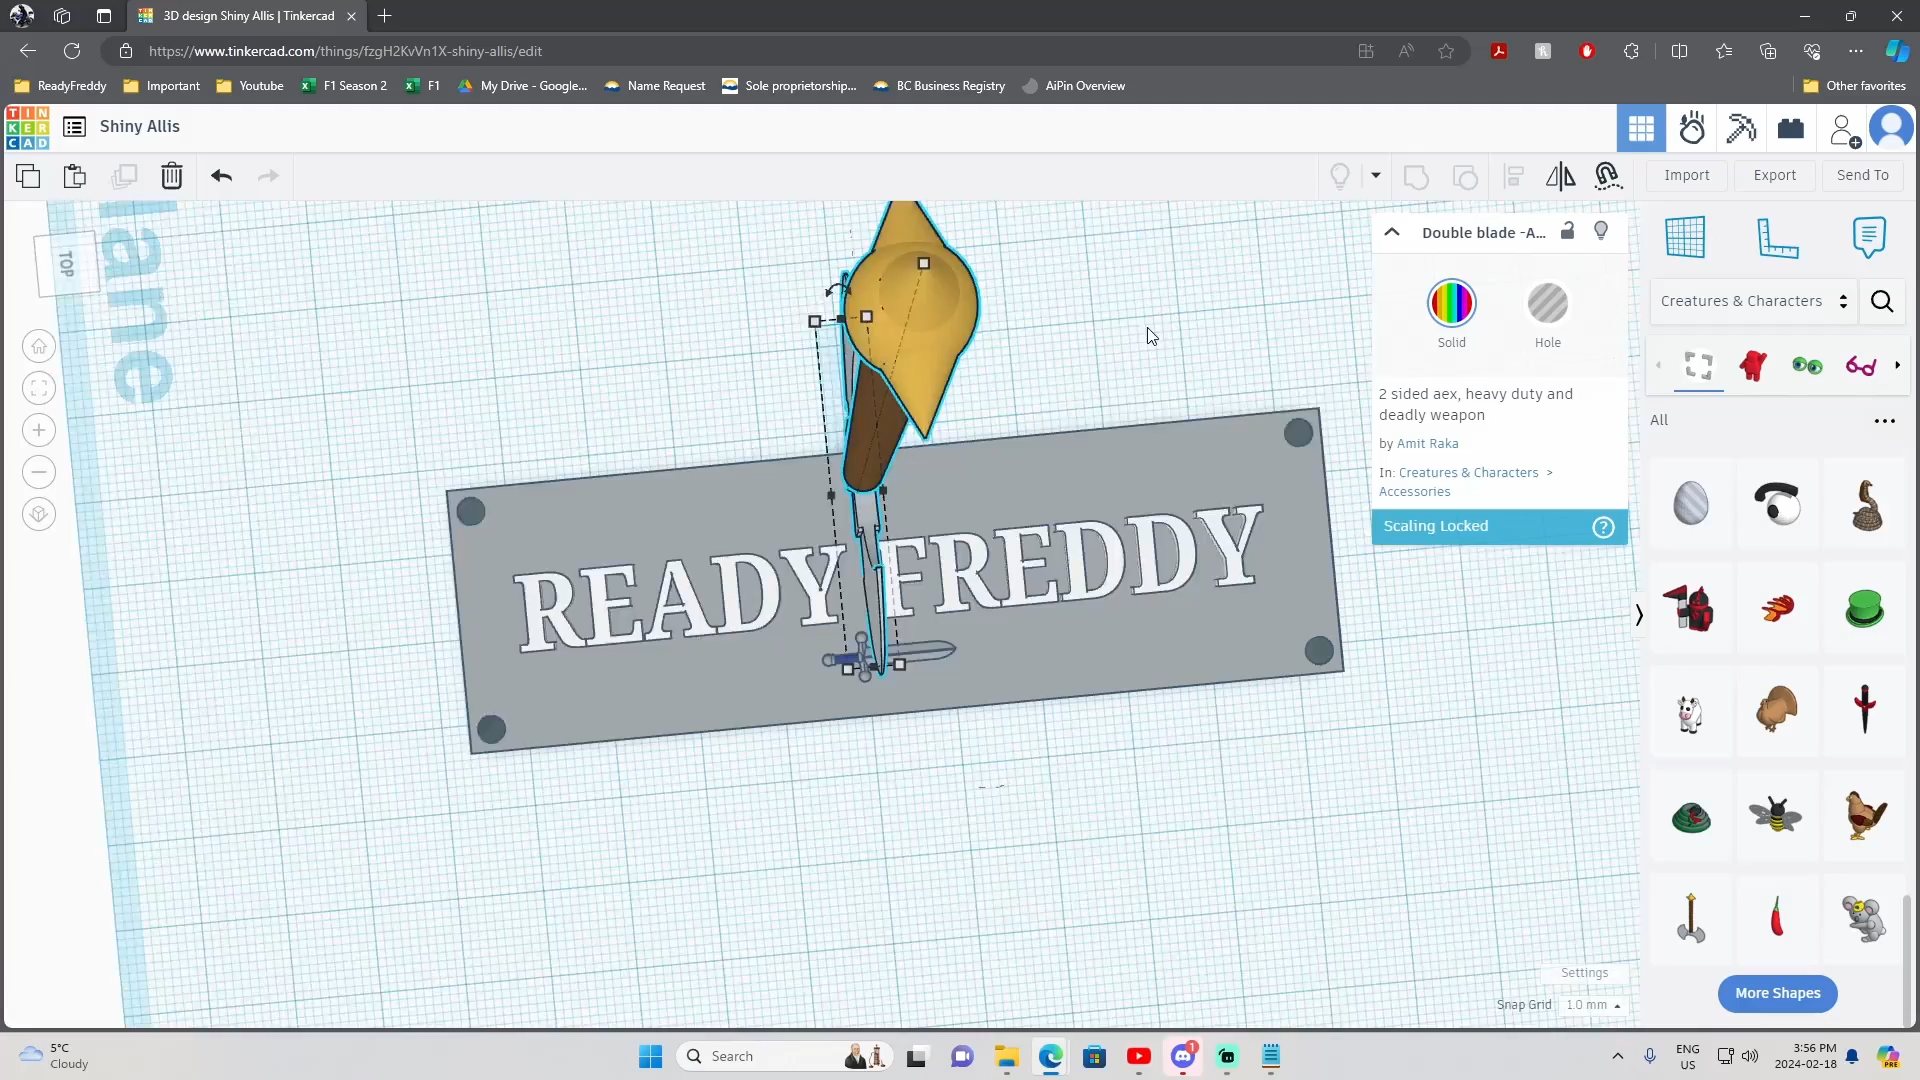 3D design Shiny Allis | Tinkercad
https://www.tinkercad.com/things/fzgH2KvVn1X-shiny-allis/edit
ReadyFreddy
Important
Youtube
F1 Season 2
F1
My Drive - Google...
Name Request
Sole proprietorship...
BC Business Registry
AiPin Overview
Other favorites
TIN
KER
CAD
Shiny Allis
Import
Export
Send To
TOP
lane
Double blade -A...
Solid
Hole
2 sided aex, heavy duty and
deadly weapon
by Amit Raka
In: Creatures & Characters >
Accessories
Scaling Locked
Creatures & Characters
All
READY FREDDY
More Shapes
Settings
Snap Grid 1.0 mm
5°C
Cloudy
Search
1
ENG
US
3:56 PM
2024-02-18
PRE